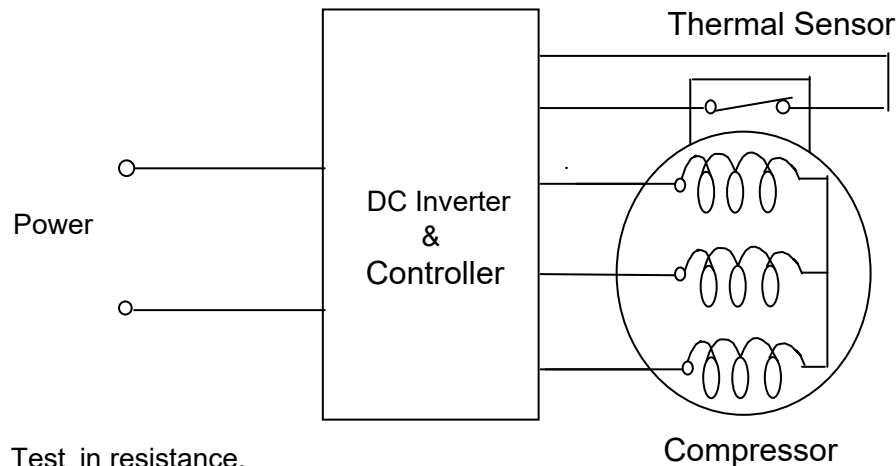 Thermal Sensor
Power
DC Inverter
&
Controller
Compressor
Test in resistance.